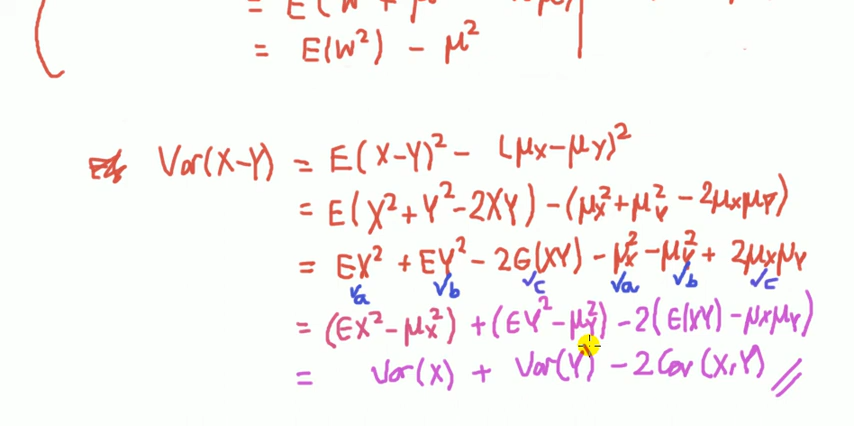 = E(W²) − μ²
Var(X−Y) = E(X−Y)² − (μx−μY)²
= E(X²+Y²−2XY) − (μx²+μY²−2μxμY)
= EX² + EY² − 2E(XY) − μx² − μY² + 2μxμY
√a √b √c √a √b √c
= (EX²−μx²) + (EY²−μY²) − 2(E(XY)−μxμY)
= Var(X) + Var(Y) − 2Cov(X,Y) //